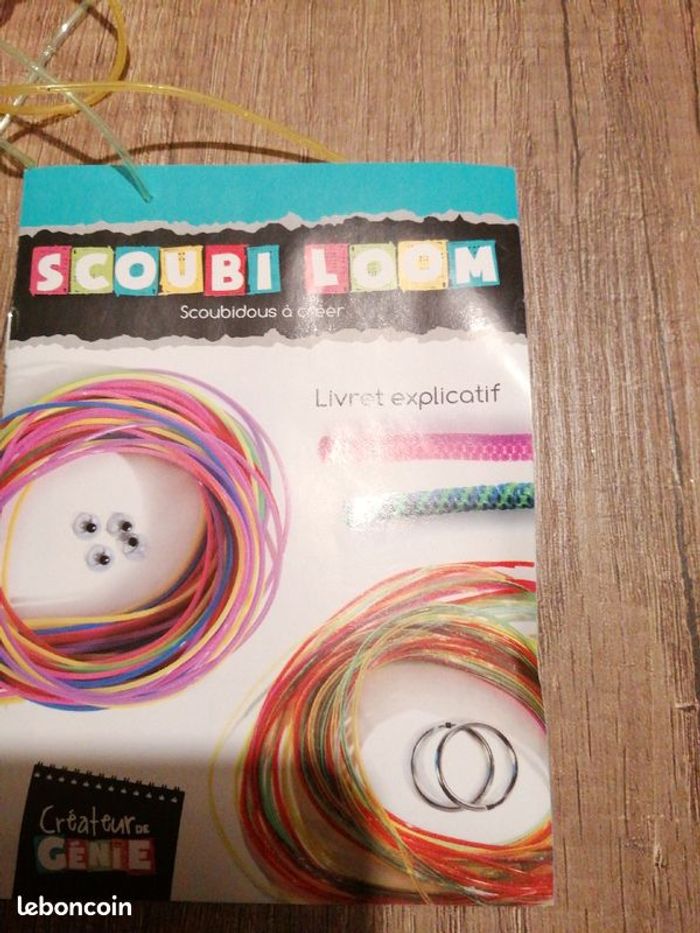 SCOUBI LOOM
Scoubidous à créer
Livret explicatif
Créateur DE
GÉNIE
leboncoin